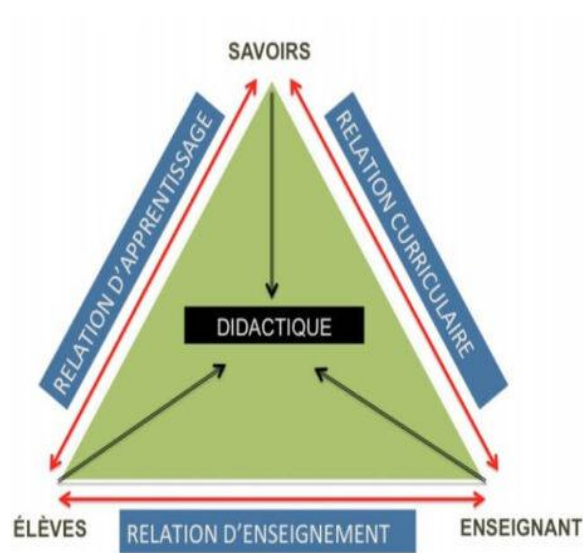 SAVOIRS
RELATION D'APPRENTISSAGE
RELATION CURRICULAIRE
DIDACTIQUE
ÉLÈVES
RELATION D'ENSEIGNEMENT
ENSEIGNANT